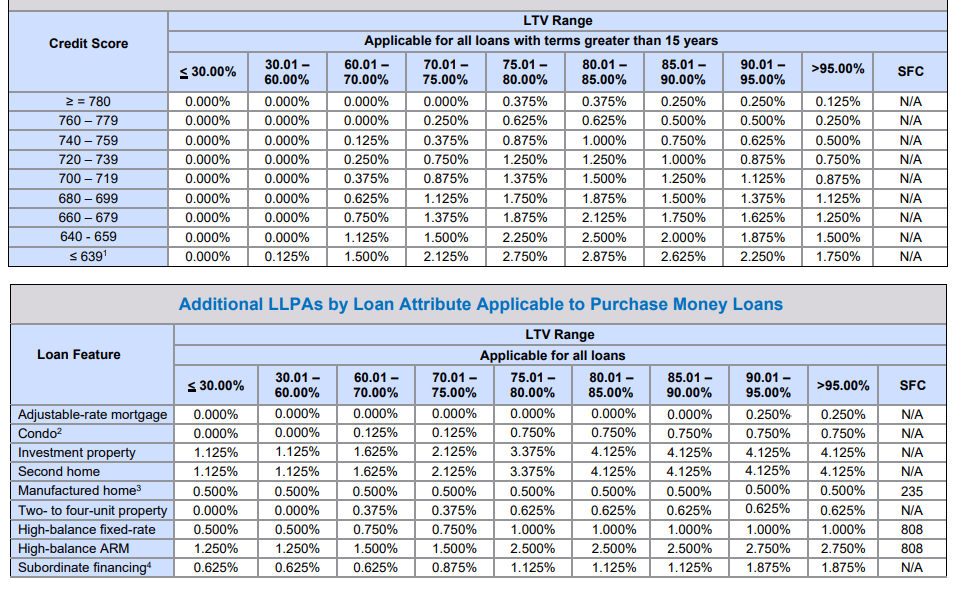 LTV Range
Credit Score
Applicable for all loans with terms greater than 15 years
≤ 30.00% 30.01 – 60.00% 60.01 – 70.00% 70.01 – 75.00% 75.01 – 80.00% 80.01 – 85.00% 85.01 – 90.00% 90.01 – 95.00% >95.00% SFC
≥ = 780 0.000% 0.000% 0.000% 0.000% 0.375% 0.375% 0.250% 0.250% 0.125% N/A
760 – 779 0.000% 0.000% 0.000% 0.250% 0.625% 0.625% 0.500% 0.500% 0.250% N/A
740 – 759 0.000% 0.000% 0.125% 0.375% 0.875% 1.000% 0.750% 0.625% 0.500% N/A
720 – 739 0.000% 0.000% 0.250% 0.750% 1.250% 1.250% 1.000% 0.875% 0.750% N/A
700 – 719 0.000% 0.000% 0.375% 0.875% 1.375% 1.500% 1.250% 1.125% 0.875% N/A
680 – 699 0.000% 0.000% 0.625% 1.125% 1.750% 1.875% 1.500% 1.375% 1.125% N/A
660 – 679 0.000% 0.000% 0.750% 1.375% 1.875% 2.125% 1.750% 1.625% 1.250% N/A
640 - 659 0.000% 0.000% 1.125% 1.500% 2.250% 2.500% 2.000% 1.875% 1.500% N/A
≤ 639¹ 0.000% 0.125% 1.500% 2.125% 2.750% 2.875% 2.625% 2.250% 1.750% N/A
Additional LLPAs by Loan Attribute Applicable to Purchase Money Loans
LTV Range
Loan Feature
Applicable for all loans
≤ 30.00% 30.01 – 60.00% 60.01 – 70.00% 70.01 – 75.00% 75.01 – 80.00% 80.01 – 85.00% 85.01 – 90.00% 90.01 – 95.00% >95.00% SFC
Adjustable-rate mortgage 0.000% 0.000% 0.000% 0.000% 0.000% 0.000% 0.000% 0.250% 0.250% N/A
Condo² 0.000% 0.000% 0.125% 0.125% 0.750% 0.750% 0.750% 0.750% 0.750% N/A
Investment property 1.125% 1.125% 1.625% 2.125% 3.375% 4.125% 4.125% 4.125% 4.125% N/A
Second home 1.125% 1.125% 1.625% 2.125% 3.375% 4.125% 4.125% 4.125% 4.125% N/A
Manufactured home³ 0.500% 0.500% 0.500% 0.500% 0.500% 0.500% 0.500% 0.500% 0.500% 235
Two- to four-unit property 0.000% 0.000% 0.375% 0.375% 0.625% 0.625% 0.625% 0.625% 0.625% N/A
High-balance fixed-rate 0.500% 0.500% 0.750% 0.750% 1.000% 1.000% 1.000% 1.000% 1.000% 808
High-balance ARM 1.250% 1.250% 1.500% 1.500% 2.500% 2.500% 2.500% 2.750% 2.750% 808
Subordinate financing⁴ 0.625% 0.625% 0.625% 0.875% 1.125% 1.125% 1.125% 1.875% 1.875% N/A